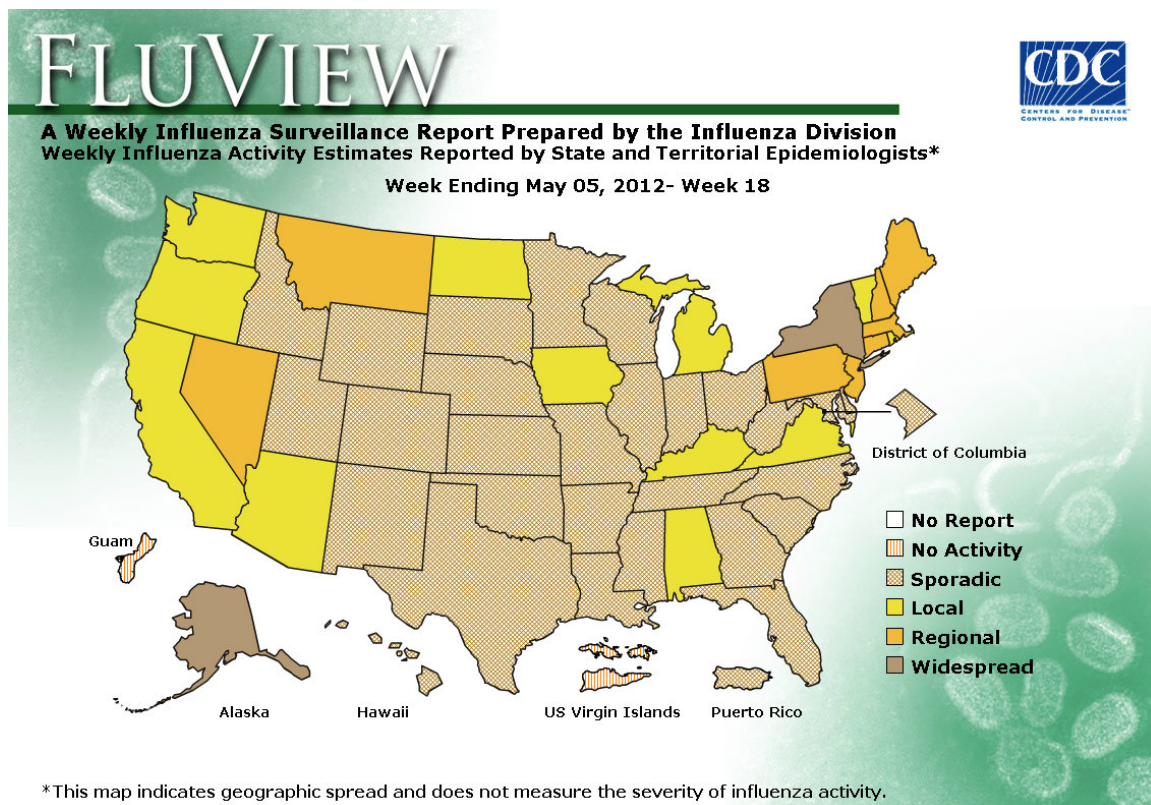 FLUVIEW
CDC
CENTERS FOR DISEASE™
CONTROL AND PREVENTION
A Weekly Influenza Surveillance Report Prepared by the Influenza Division
Weekly Influenza Activity Estimates Reported by State and Territorial Epidemiologists*
Week Ending May 05, 2012- Week 18
District of Columbia
No Report
Guam
No Activity
Sporadic
Local
Regional
Widespread
Alaska
Hawaii
US Virgin Islands
Puerto Rico
*This map indicates geographic spread and does not measure the severity of influenza activity.